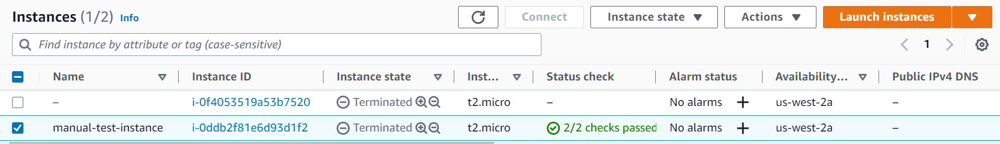 Instances (1/2) Info Connect Instance state Actions Launch instances
Find instance by attribute or tag (case-sensitive) 1
Name Instance ID Instance state Inst... Status check Alarm status Availability... Public IPv4 DNS
– i-0f4053519a53b7520 Terminated t2.micro – No alarms + us-west-2a –
manual-test-instance i-0ddb2f81e6d93d1f2 Terminated t2.micro 2/2 checks passed No alarms + us-west-2a –